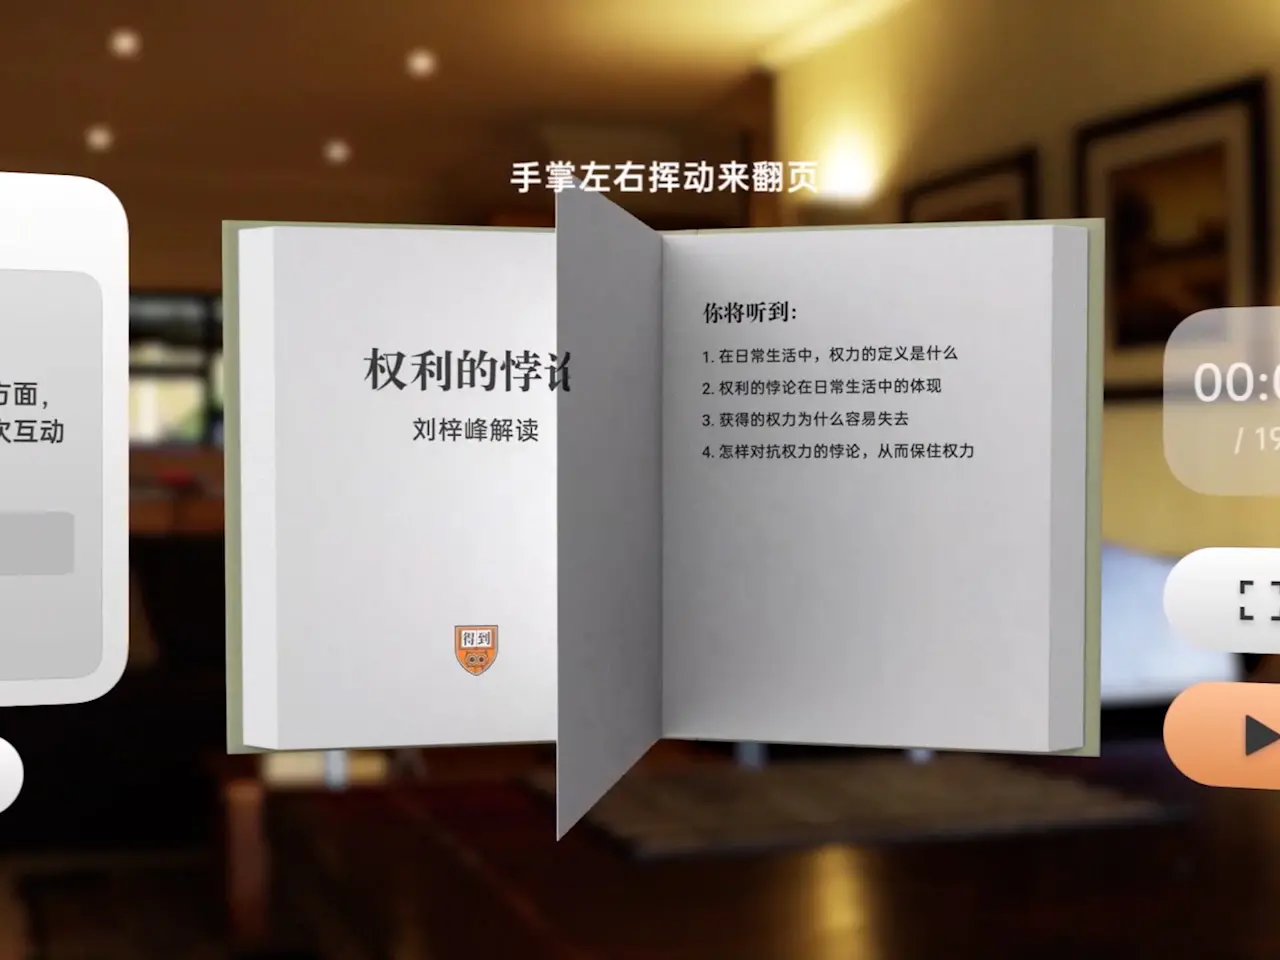 手掌左右挥动来翻页
方面，
次互动
权利的悖论
刘梓峰解读
得到
你将听到：
1. 在日常生活中，权力的定义是什么
2. 权利的悖论在日常生活中的体现
3. 获得的权力为什么容易失去
4. 怎样对抗权力的悖论，从而保住权力
00:
/ 19